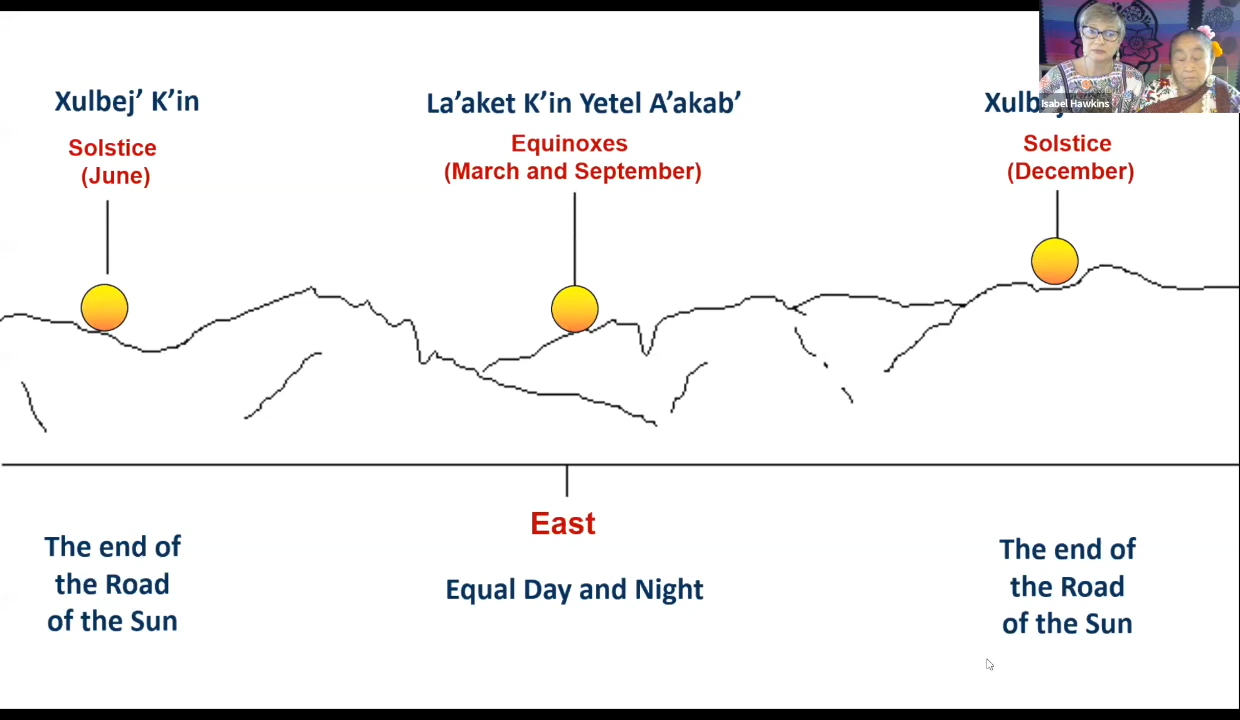 Xulbej’ K’in
Solstice
(June)
La’aket K’in Yetel A’akab’
Equinoxes
(March and September)
Isabel Hawkins
Solstice
(December)
East
The end of
the Road
of the Sun
Equal Day and Night
The end of
the Road
of the Sun